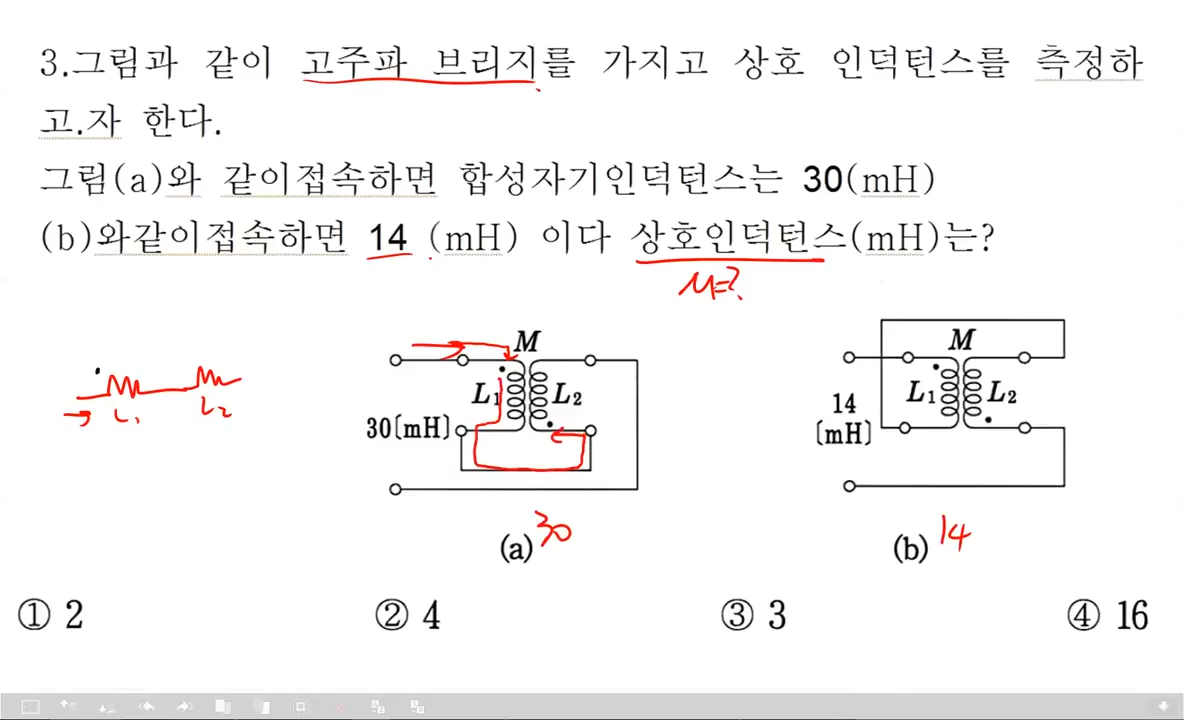 3.그림과 같이 고주파 브리지를 가지고 상호 인덕턴스를 측정하
고.자 한다.
그림(a)와 같이접속하면 합성자기인덕턴스는 30(mH)
(b)와같이접속하면 14 (mH) 이다 상호인덕턴스(mH)는?
M=?
M
L₁ L₂
30[mH]
(a) 30
M
L₁ L₂
14
[mH]
(b) 14
L₁ L₂
① 2 ② 4 ③ 3 ④ 16